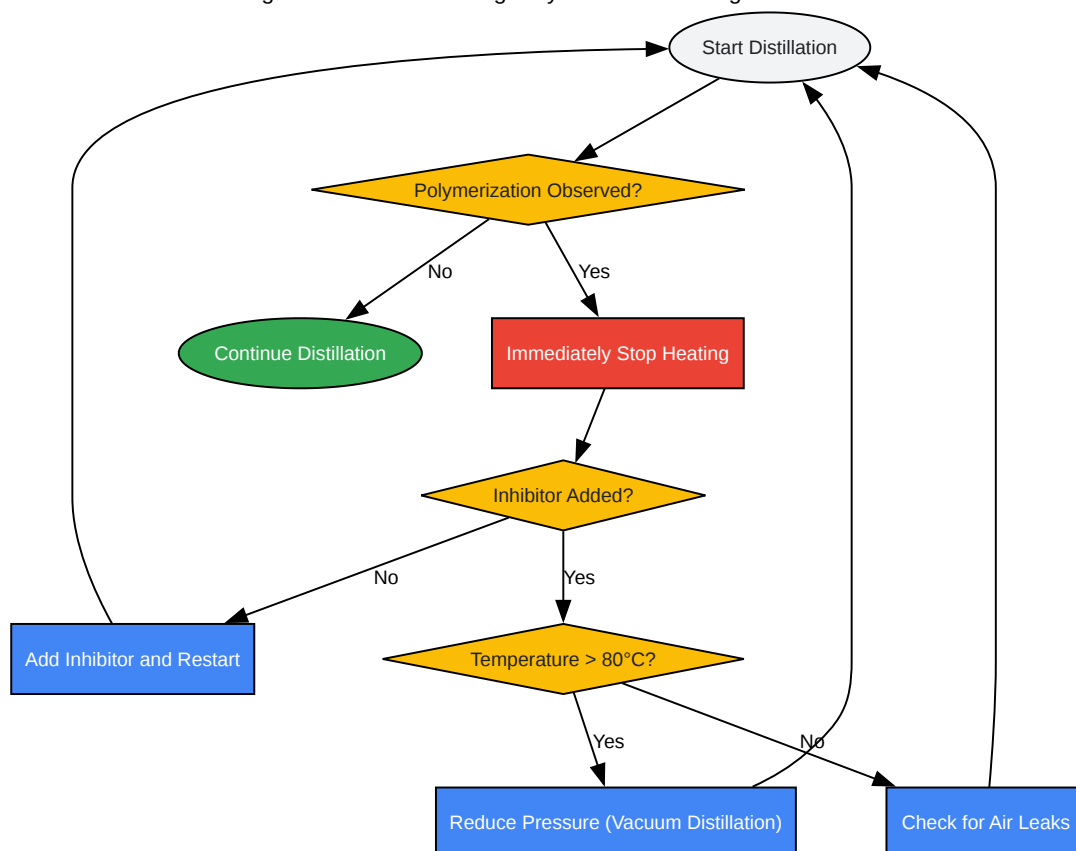 Start Distillation
Polymerization Observed?
No
Yes
Continue Distillation
Immediately Stop Heating
Inhibitor Added?
No
Yes
Add Inhibitor and Restart
Temperature > 80°C?
Yes
No
Reduce Pressure (Vacuum Distillation)
Check for Air Leaks